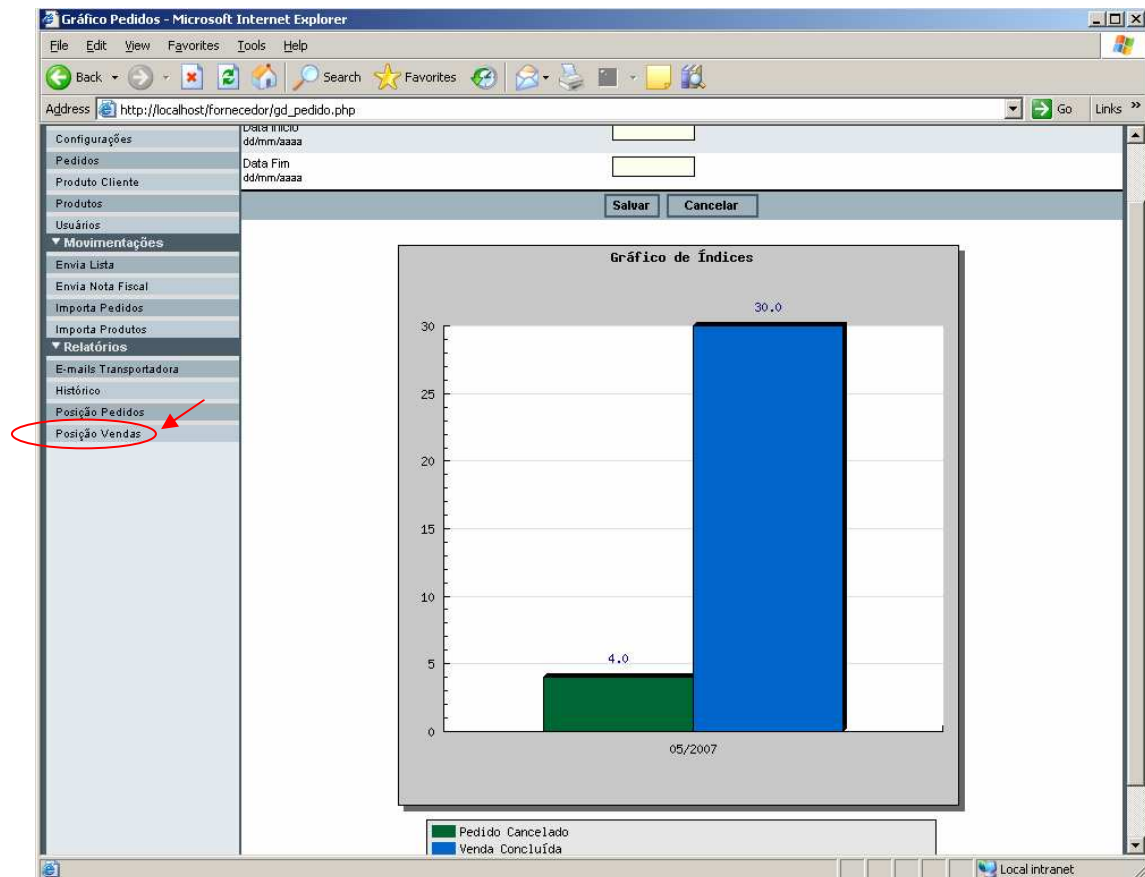 Gráfico Pedidos - Microsoft Internet Explorer
File Edit View Favorites Tools Help
Back Search Favorites
Address http://localhost/fornecedor/gd_pedido.php Go Links »
Configurações
Pedidos
Produto Cliente
Produtos
Usuários
Movimentações
Envia Lista
Envia Nota Fiscal
Importa Pedidos
Importa Produtos
Relatórios
E-mails Transportadora
Histórico
Posição Pedidos
Posição Vendas
Data Início
dd/mm/aaaa
Data Fim
dd/mm/aaaa
Salvar Cancelar
Gráfico de Índices
30.0
30
25
20
15
10
5
0
4.0
05/2007
Pedido Cancelado
Venda Concluída
Local intranet